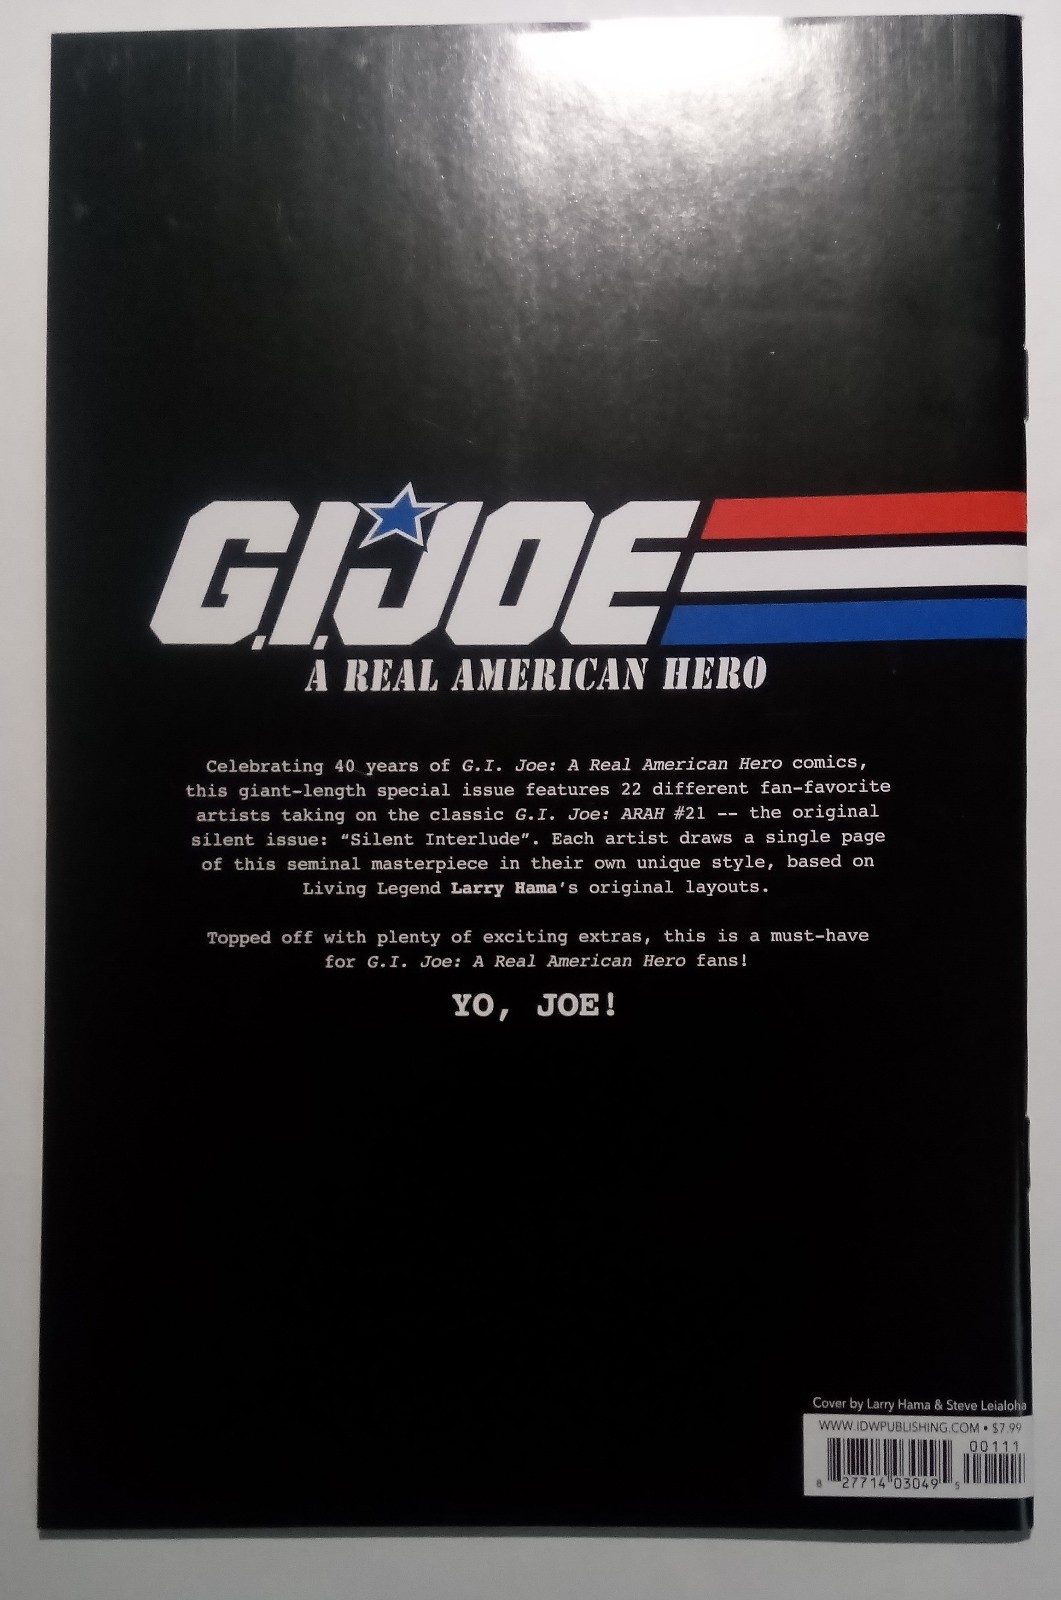 G.I.JOE
A REAL AMERICAN HERO
Celebrating 40 years of G.I. Joe: A Real American Hero comics,
this giant-length special issue features 22 different fan-favorite
artists taking on the classic G.I. Joe: ARAH #21 -- the original
silent issue: “Silent Interlude”. Each artist draws a single page
of this seminal masterpiece in their own unique style, based on
Living Legend Larry Hama’s original layouts.
Topped off with plenty of exciting extras, this is a must-have
for G.I. Joe: A Real American Hero fans!
YO, JOE!
Cover by Larry Hama & Steve Leialoha
WWW.IDWPUBLISHING.COM • $7.99
00111
8 27714 03049 5